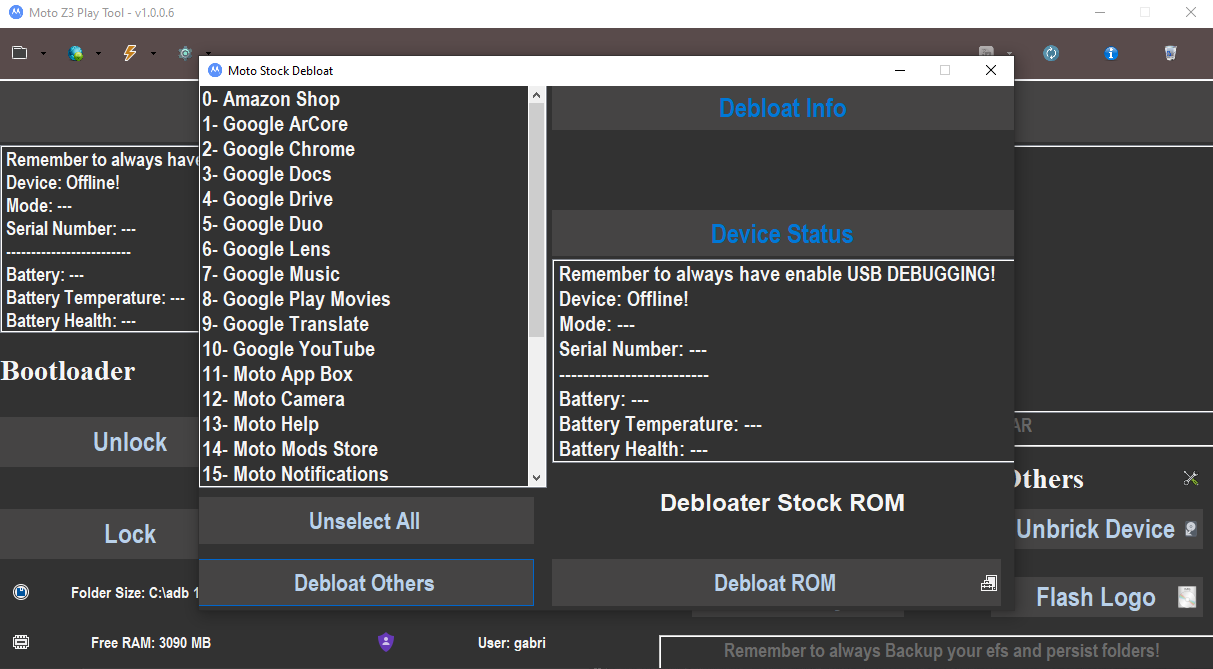 Moto Z3 Play Tool - v1.0.0.6
Moto Stock Debloat
0- Amazon Shop
1- Google ArCore
2- Google Chrome
3- Google Docs
4- Google Drive
5- Google Duo
6- Google Lens
7- Google Music
8- Google Play Movies
9- Google Translate
10- Google YouTube
11- Moto App Box
12- Moto Camera
13- Moto Help
14- Moto Mods Store
15- Moto Notifications
Unselect All
Debloat Others
Debloat Info
Device Status
Remember to always have enable USB DEBUGGING!
Device: Offline!
Mode: ---
Serial Number: ---
-------------------------
Battery: ---
Battery Temperature: ---
Battery Health: ---
Debloater Stock ROM
Debloat ROM
Remember to always have
Device: Offline!
Mode: ---
Serial Number: ---
-------------------------
Battery: ---
Battery Temperature: ---
Battery Health: ---
Bootloader
Unlock
Lock
Folder Size: C:\adb 1
Free RAM: 3090 MB
User: gabri
AR
Others
Unbrick Device
Flash Logo
Remember to always Backup your efs and persist folders!